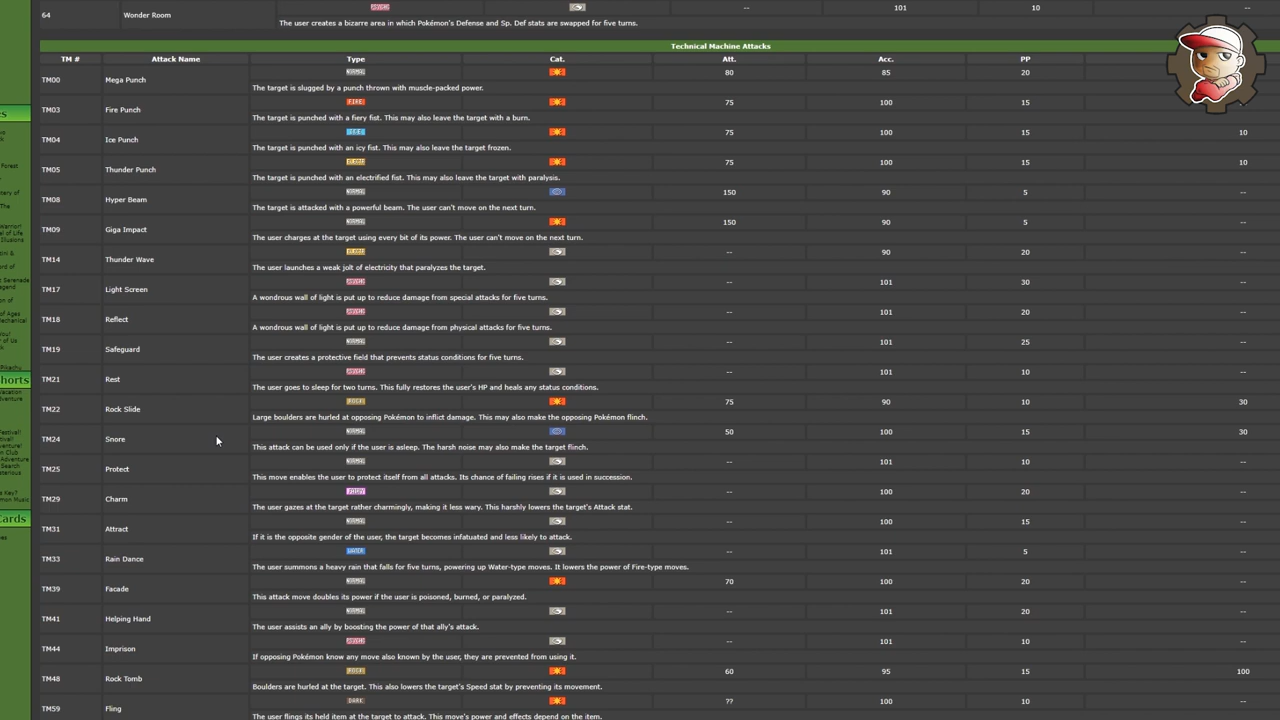 64 Wonder Room PSYCHC -- 101 10 --
The user creates a bizarre area in which Pokémon's Defense and Sp. Def stats are swapped for five turns.
Technical Machine Attacks
TM # Attack Name Type Cat. Att. Acc. PP
TM00 Mega Punch NORMAL 80 85 20
The target is slugged by a punch thrown with muscle-packed power.
TM03 Fire Punch FIRE 75 100 15
The target is punched with a fiery fist. This may also leave the target with a burn.
TM04 Ice Punch 75 100 15 10
The target is punched with an icy fist. This may also leave the target frozen.
TM05 Thunder Punch 75 100 15 10
The target is punched with an electrified fist. This may also leave the target with paralysis.
TM08 Hyper Beam NORMAL 150 90 5 --
The target is attacked with a powerful beam. The user can't move on the next turn.
TM09 Giga Impact NORMAL 150 90 5 --
The user charges at the target using every bit of its power. The user can't move on the next turn.
TM14 Thunder Wave -- 90 20 --
The user launches a weak jolt of electricity that paralyzes the target.
TM17 Light Screen PSYCHC -- 101 30 --
A wondrous wall of light is put up to reduce damage from special attacks for five turns.
TM18 Reflect PSYCHC -- 101 20 --
A wondrous wall of light is put up to reduce damage from physical attacks for five turns.
TM19 Safeguard NORMAL -- 101 25 --
The user creates a protective field that prevents status conditions for five turns.
TM21 Rest PSYCHC -- 101 10 --
The user goes to sleep for two turns. This fully restores the user's HP and heals any status conditions.
TM22 Rock Slide ROCK 75 90 10 30
Large boulders are hurled at opposing Pokémon to inflict damage. This may also make the opposing Pokémon flinch.
TM24 Snore NORMAL 50 100 15 30
This attack can be used only if the user is asleep. The harsh noise may also make the target flinch.
TM25 Protect NORMAL -- 101 10 --
This move enables the user to protect itself from all attacks. Its chance of failing rises if it is used in succession.
TM29 Charm FAIRY -- 100 20 --
The user gazes at the target rather charmingly, making it less wary. This harshly lowers the target's Attack stat.
TM31 Attract NORMAL -- 100 15 --
If it is the opposite gender of the user, the target becomes infatuated and less likely to attack.
TM33 Rain Dance WATER -- 101 5 --
The user summons a heavy rain that falls for five turns, powering up Water-type moves. It lowers the power of Fire-type moves.
TM39 Facade NORMAL 70 100 20 --
This attack move doubles its power if the user is poisoned, burned, or paralyzed.
TM41 Helping Hand NORMAL -- 101 20 --
The user assists an ally by boosting the power of that ally's attack.
TM44 Imprison PSYCHC -- 101 10 --
If opposing Pokémon know any move also known by the user, they are prevented from using it.
TM48 Rock Tomb ROCK 60 95 15 100
Boulders are hurled at the target. This also lowers the target's Speed stat by preventing its movement.
TM59 Fling DARK ?? 100 10 --
The user flings its held item at the target to attack. This move's power and effects depend on the item.